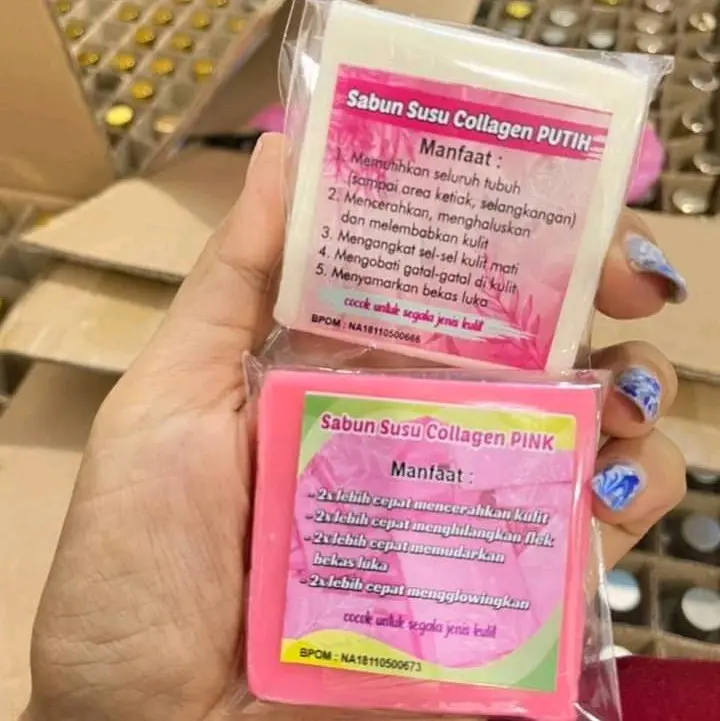 Sabun Susu Collagen PUTIH
Manfaat :
1. Memutihkan seluruh tubuh
(sampai area ketiak, selangkangan)
2. Mencerahkan, menghaluskan
dan melembabkan kulit
3. Mengangkat sel-sel kulit mati
4. Mengobati gatal-gatal di kulit
5. Menyamarkan bekas luka
cocok untuk segala jenis kulit
BPOM : NA18110500666
Sabun Susu Collagen PINK
Manfaat :
- 2x lebih cepat mencerahkan kulit
- 2x lebih cepat menghilangkan flek
- 2x lebih cepat memudarkan
bekas luka
- 2x lebih cepat mengglowingkan
cocok untuk segala jenis kulit
BPOM : NA18110500673